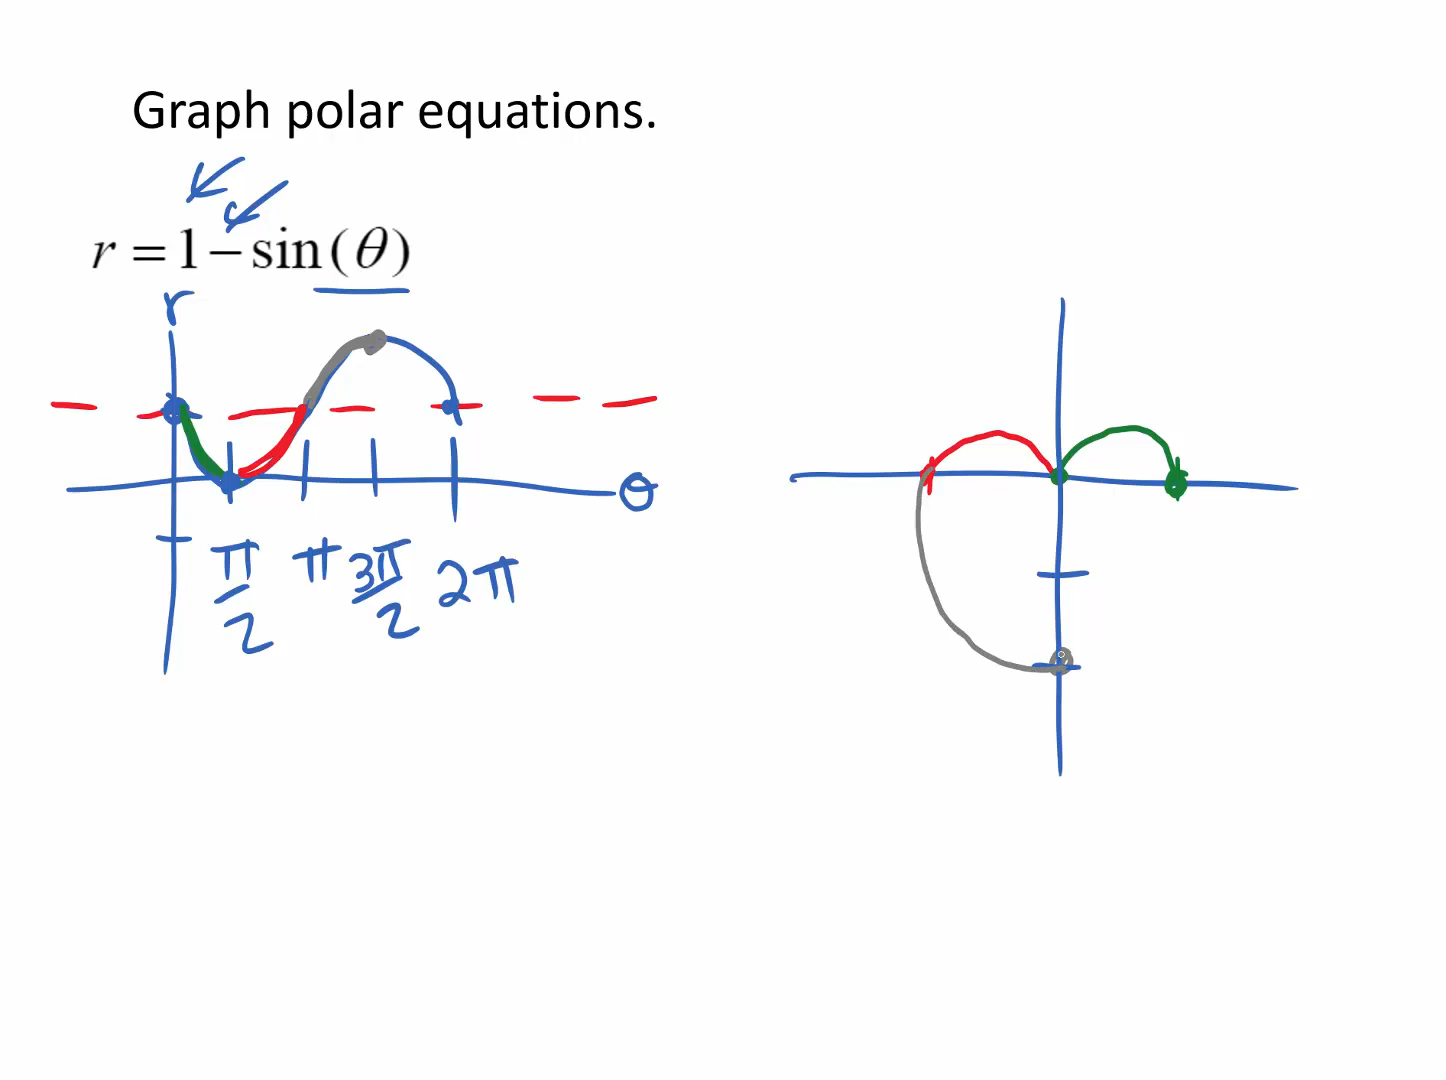 Graph polar equations.
r = 1 − sin(θ)
r
θ
π/2 π 3π/2 2π